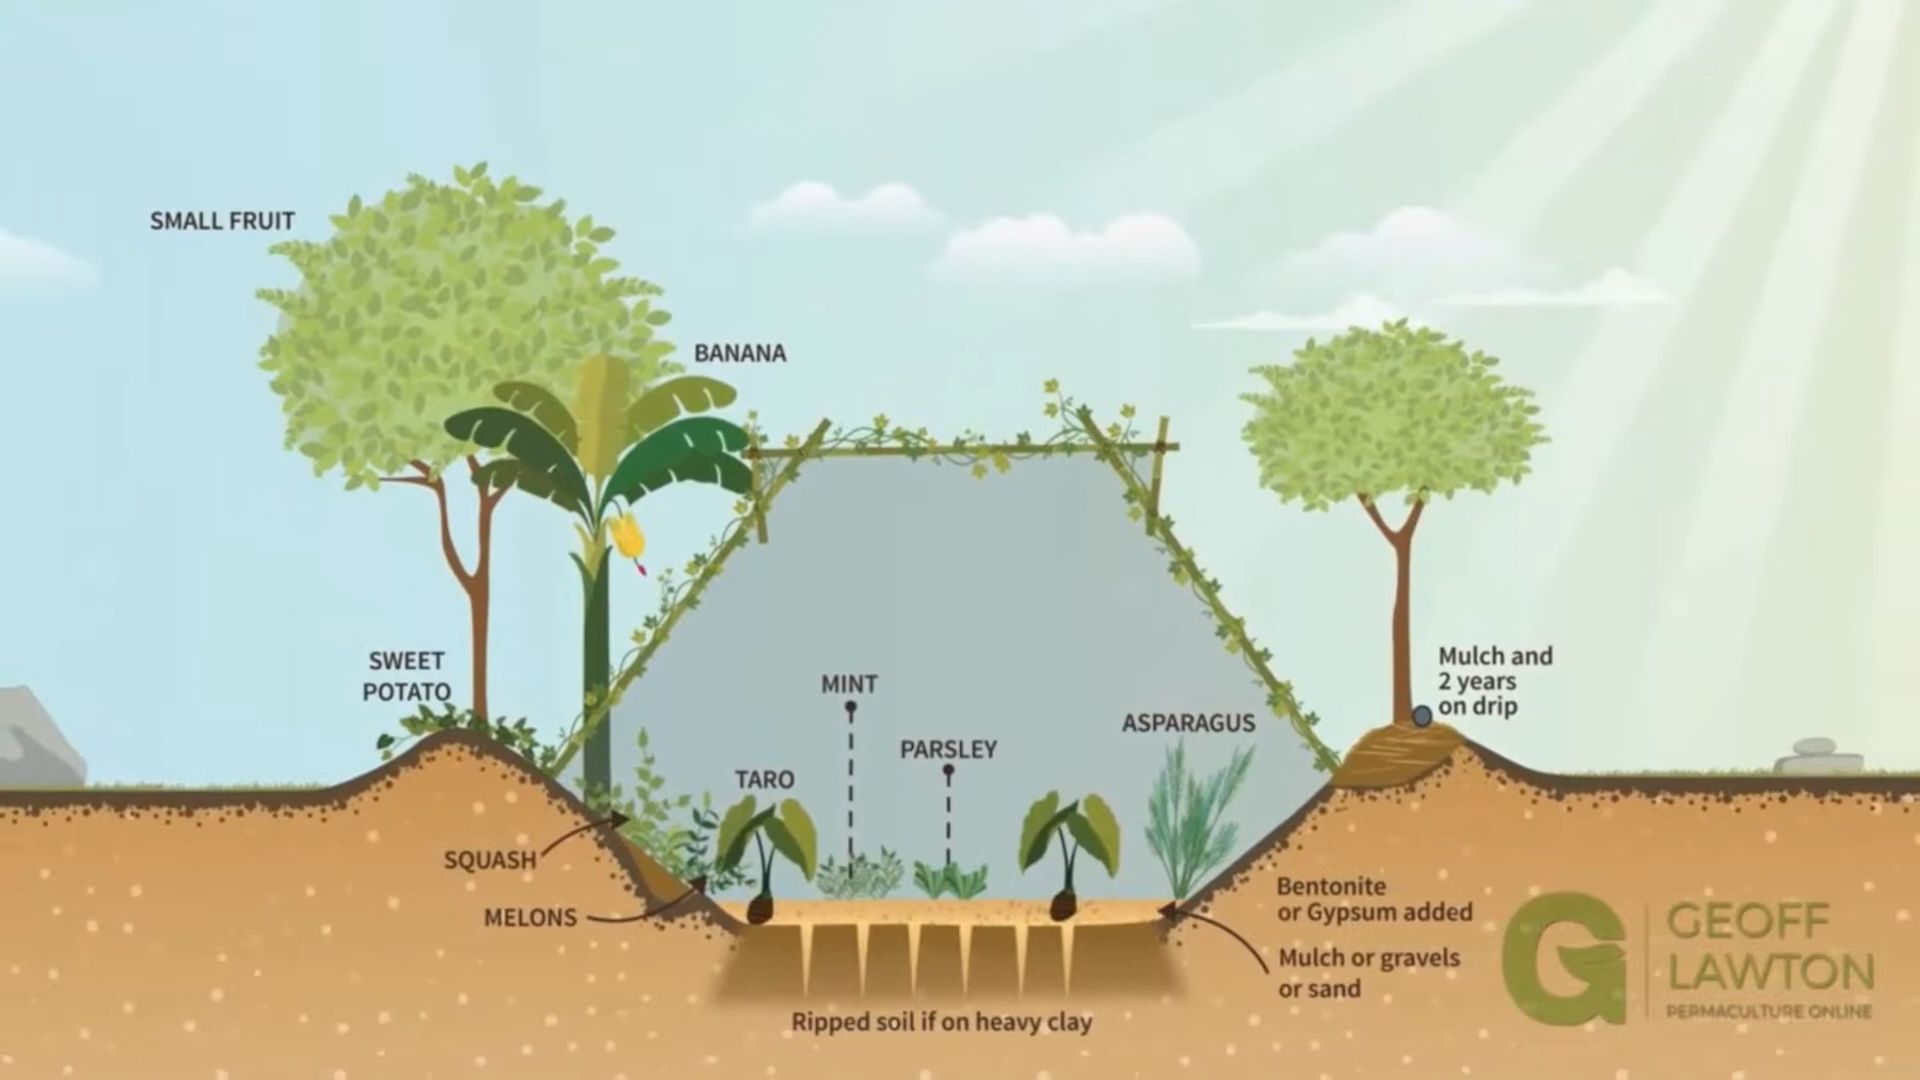 SMALL FRUIT
BANANA
SWEET
POTATO
MINT
PARSLEY
TARO
ASPARAGUS
Mulch and
2 years
on drip
SQUASH
MELONS
Bentonite
or Gypsum added
Mulch or gravels
or sand
Ripped soil if on heavy clay
G
GEOFF
LAWTON
PERMACULTURE ONLINE